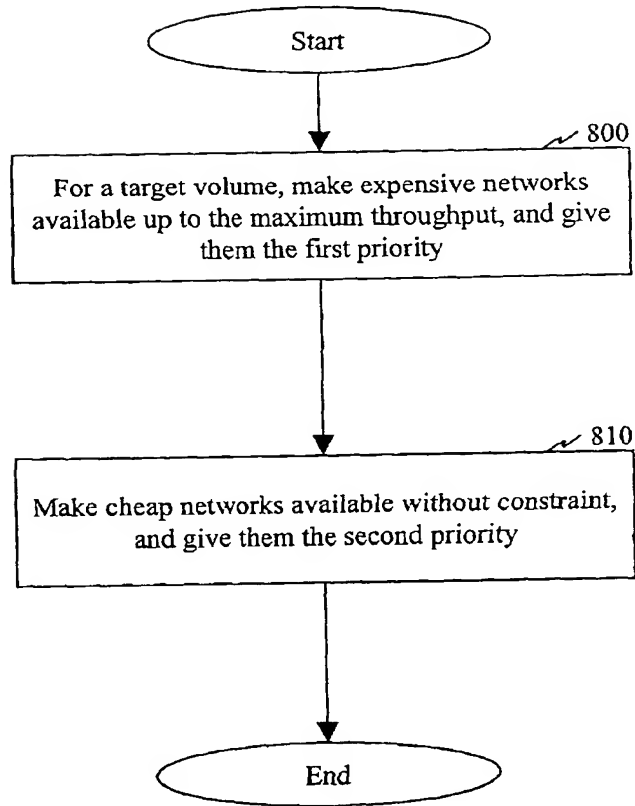 Start
800
For a target volume, make expensive networks
available up to the maximum throughput, and give
them the first priority
810
Make cheap networks available without constraint,
and give them the second priority
End